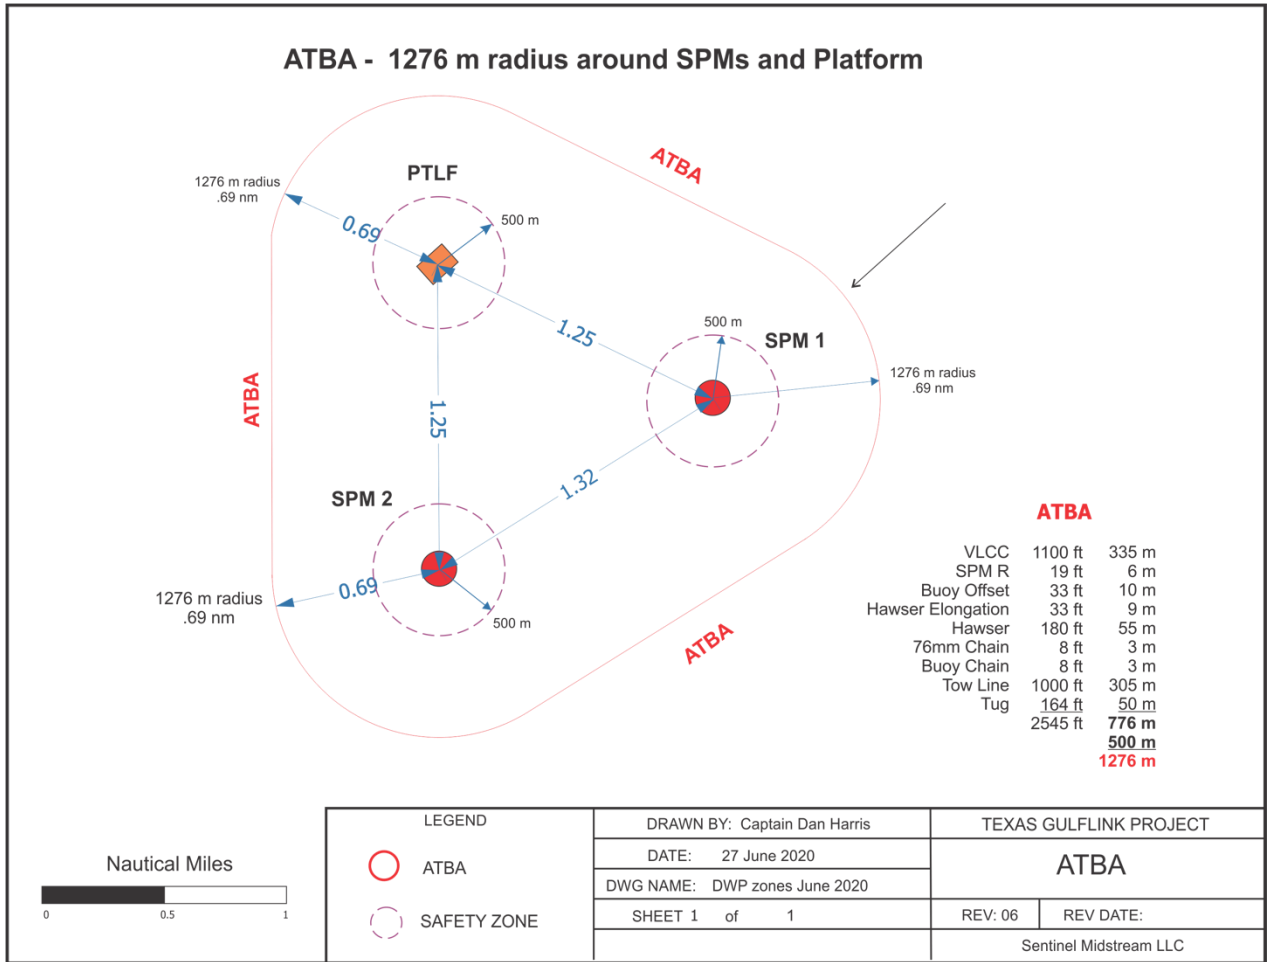 ATBA - 1276 m radius around SPMs and Platform
ATBA
PTLF
1276 m radius
.69 nm
500 m
0.69
1.25
500 m
SPM 1
1276 m radius
.69 nm
ATBA
1.25
1.32
SPM 2
0.69
1276 m radius
.69 nm
500 m
ATBA
ATBA
VLCC 1100 ft 335 m
SPM R 19 ft 6 m
Buoy Offset 33 ft 10 m
Hawser Elongation 33 ft 9 m
Hawser 180 ft 55 m
76mm Chain 8 ft 3 m
Buoy Chain 8 ft 3 m
Tow Line 1000 ft 305 m
Tug 164 ft 50 m
2545 ft 776 m
500 m
1276 m
Nautical Miles
0 0.5 1
LEGEND
ATBA
SAFETY ZONE
DRAWN BY: Captain Dan Harris
DATE: 27 June 2020
DWG NAME: DWP zones June 2020
SHEET 1 of 1
TEXAS GULFLINK PROJECT
ATBA
REV: 06 REV DATE:
Sentinel Midstream LLC